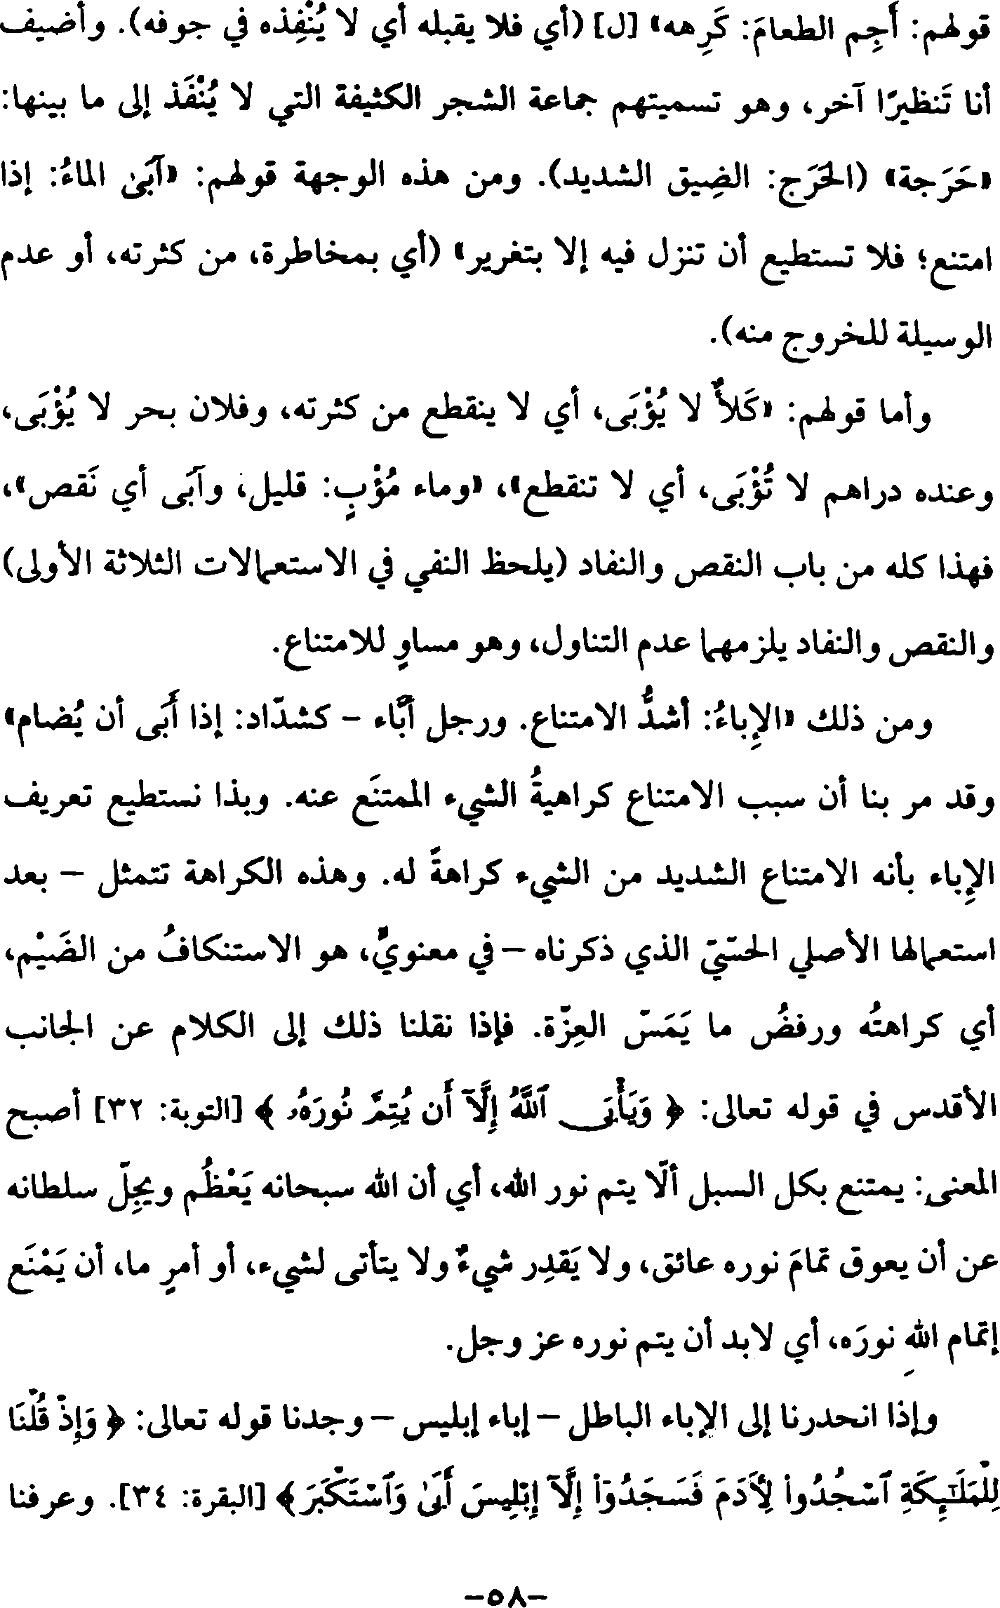 قولهم: أَجِم الطعامَ: كَرِهه» [ل] (أي فلا يقبله أي لا يُنْفِذه في جوفه). وأضيف
أنا تَنظيرًا آخر، وهو تسميتهم جماعة الشجر الكثيفة التي لا يُنْفَذ إلى ما بينها:
«حَرَجة» (الحَرَج: الضِيق الشديد). ومن هذه الوجهة قولهم: «آبَىٰ الماءُ: إذا
امتنع؛ فلا تستطيع أن تنزل فيه إلا بتغرير» (أي بمخاطرة، من كثرته، أو عدم
الوسيلة للخروج منه).
وأما قولهم: «كَلأٌ لا يُؤْبَى، أي لا ينقطع من كثرته، وفلان بحر لا يُؤْبَى،
وعنده دراهم لا تُؤْبَى، أي لا تنقطع»، «وماء مُؤْبٍ: قليل، وآبَى أي نَقص»،
فهذا كله من باب النقص والنفاد (يلحظ النفي في الاستعمالات الثلاثة الأولى)
والنقص والنفاد يلزمهما عدم التناول، وهو مساوٍ للامتناع.
ومن ذلك «الإِباءُ: أشدُّ الامتناع. ورجل أَبَّاء - كشدّاد: إذا أَبَى أن يُضام»
وقد مر بنا أن سبب الامتناع كراهيةُ الشيء الممتنَع عنه. وبذا نستطيع تعريف
الإِباء بأنه الامتناع الشديد من الشيء كراهةً له. وهذه الكراهة تتمثل - بعد
استعمالها الأصلي الحسّيّ الذي ذكرناه - في معنويٍّ، هو الاستنكافُ من الضَيْم،
أي كراهتُه ورفضُ ما يَمَسّ العِزّة. فإذا نقلنا ذلك إلى الكلام عن الجانب
الأقدس في قوله تعالى: ﴿ وَيَأْبَى ٱللَّهُ إِلَّآ أَن يُتِمَّ نُورَهُۥ ﴾ [التوبة: ٣٢] أصبح
المعنى: يمتنع بكل السبل ألّا يتم نور الله، أي أن الله سبحانه يَعْظُم ويجِلّ سلطانه
عن أن يعوق تمامَ نوره عائق، ولا يَقدِر شيءٌ ولا يتأتى لشيء، أو أمرٍ ما، أن يَمْنَع
إتمام اللهِ نورَه، أي لابد أن يتم نوره عز وجل.
وإذا انحدرنا إلى الإباء الباطل - إباء إبليس - وجدنا قوله تعالى: ﴿ وَإِذْ قُلْنَا
لِلْمَلَـٰٓئِكَةِ ٱسْجُدُوا۟ لِأَدَمَ فَسَجَدُوٓا۟ إِلَّآ إِبْلِيسَ أَبَىٰ وَٱسْتَكْبَرَ﴾ [البقرة: ٣٤]. وعرفنا
-٥٨-